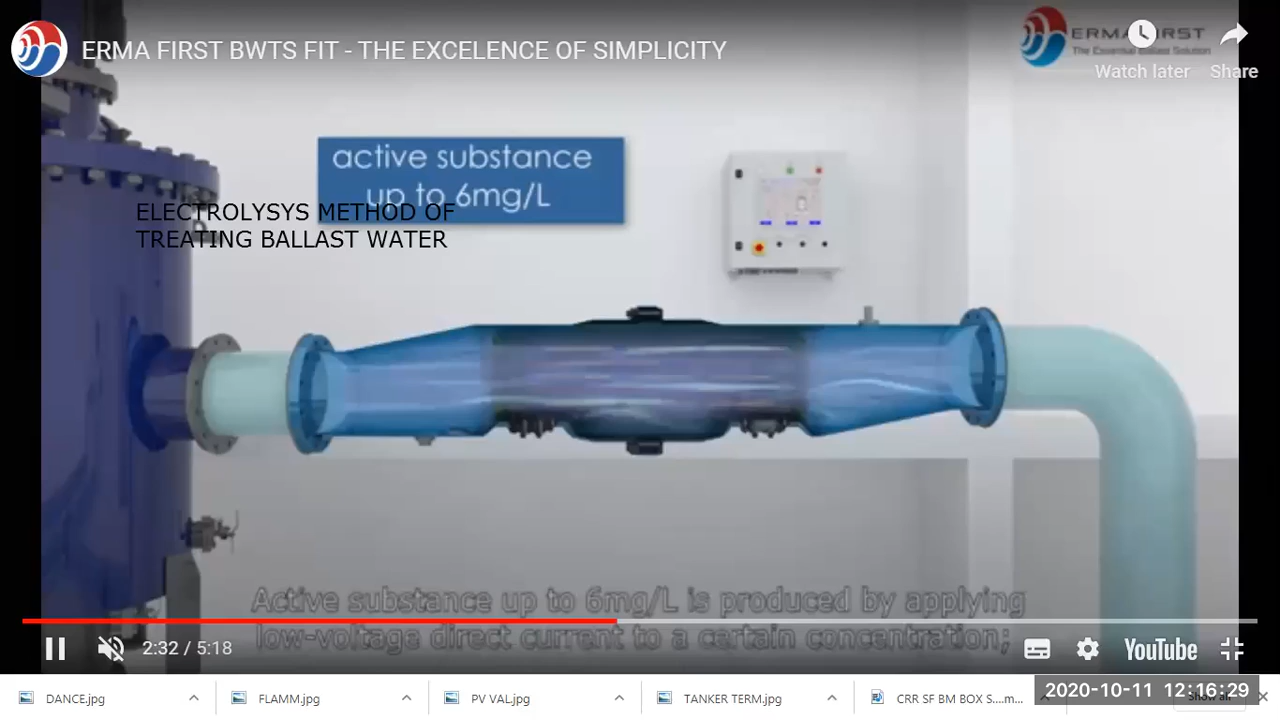 ERMA FIRST BWTS FIT - THE EXCELENCE OF SIMPLICITY
ERMA FIRST
The Essential Ballast Solution
Watch later
Share
active substance
up to 6mg/L
ELECTROLYSYS METHOD OF
TREATING BALLAST WATER
Active substance up to 6mg/L is produced by applying
low-voltage direct current to a certain concentration;
2:32 / 5:18
YouTube
DANCE.jpg
FLAMM.jpg
PV VAL.jpg
TANKER TERM.jpg
CRR SF BM BOX S....m...
Show all
2020-10-11 12:16:29